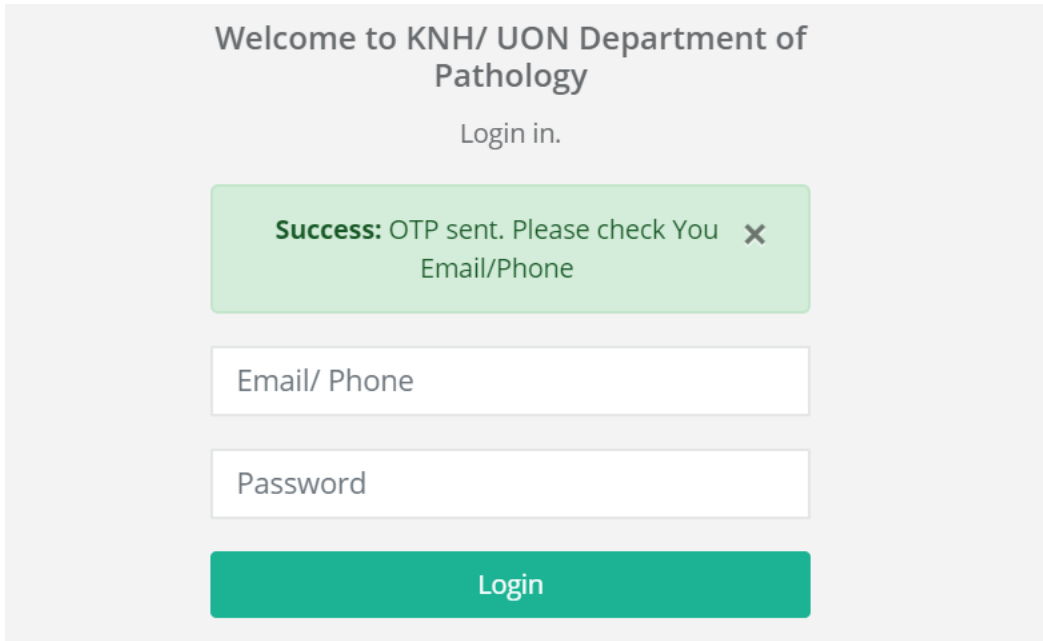 Welcome to KNH/ UON Department of
Pathology
Login in.
Success: OTP sent. Please check You ×
Email/Phone
Email/ Phone
Password
Login